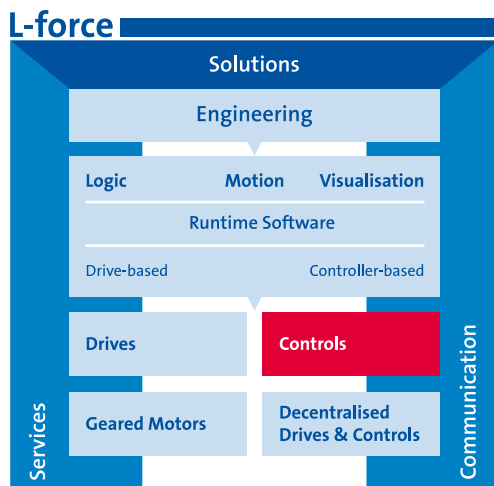 L-force
Solutions
Engineering
Logic Motion Visualisation
Runtime Software
Drive-based Controller-based
Drives Controls
Geared Motors
Decentralised
Drives & Controls
Services
Communication